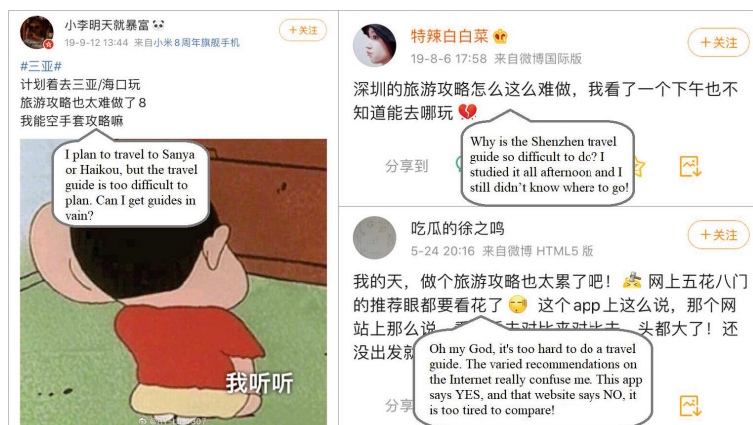 小李明天就暴富
19-9-12 13:44 来自小米8周年旗舰手机
+关注
#三亚#
计划着去三亚/海口玩
旅游攻略也太难做了8
我能空手套攻略嘛
I plan to travel to Sanya
or Haikou, but the travel
guide is too difficult to
plan. Can I get guides in
vain?
我听听
特辣白白菜
19-8-6 17:58 来自微博国际版
+关注
深圳的旅游攻略怎么这么难做，我看了一个下午也不
知道能去哪玩
分享到
Why is the Shenzhen travel
guide so difficult to dc? I
studied it all afternoon and I
still didn’t know where to go!
吃瓜的徐之鸣
5-24 20:16 来自微博 HTML5 版
+关注
我的天，做个旅游攻略也太累了吧！ 网上五花八门
的推荐眼都要看花了 这个app上这么说，那个网
站上那么说
去对比来对比去，头都大了！还
没出发就
Oh my God, it's too hard to do a travel
guide. The varied recommendations on
the Internet really confuse me. This app
says YES, and that website says NO, it
is too tired to compare!
分享